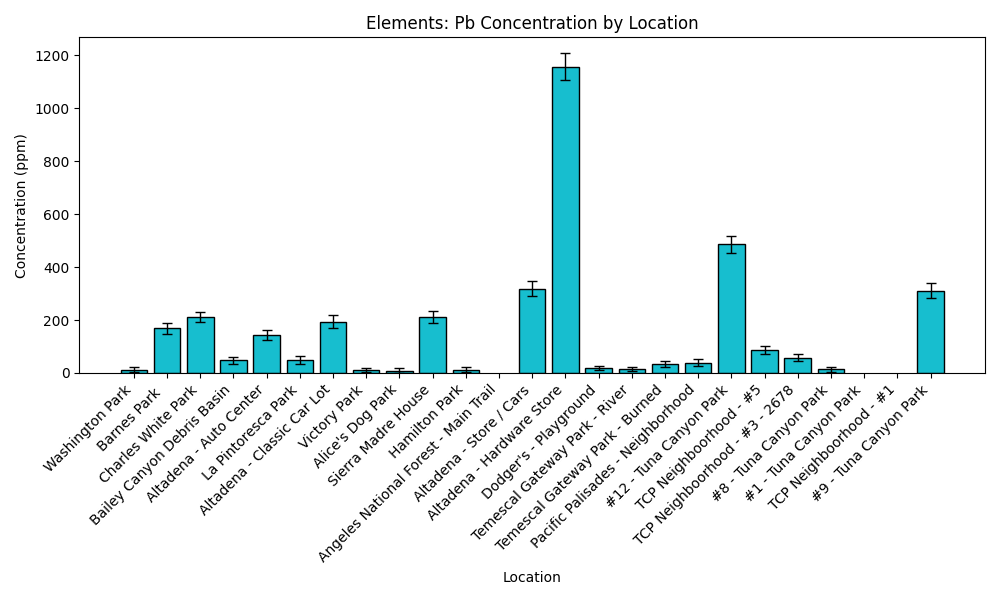 Elements: Pb Concentration by Location
Concentration (ppm)
1200
1000
800
600
400
200
0
Washington Park
Barnes Park
Charles White Park
Bailey Canyon Debris Basin
Altadena - Auto Center
La Pintoresca Park
Altadena - Classic Car Lot
Victory Park
Alice's Dog Park
Sierra Madre House
Hamilton Park
Angeles National Forest - Main Trail
Altadena - Store / Cars
Altadena - Hardware Store
Dodger's - Playground
Temescal Gateway Park - River
Temescal Gateway Park - Burned
Pacific Palisades - Neighborhood
#12 - Tuna Canyon Park
TCP Neighboorhood - #5
TCP Neighboorhood - #3 - 2678
#8 - Tuna Canyon Park
#1 - Tuna Canyon Park
TCP Neighboorhood - #1
#9 - Tuna Canyon Park
Location